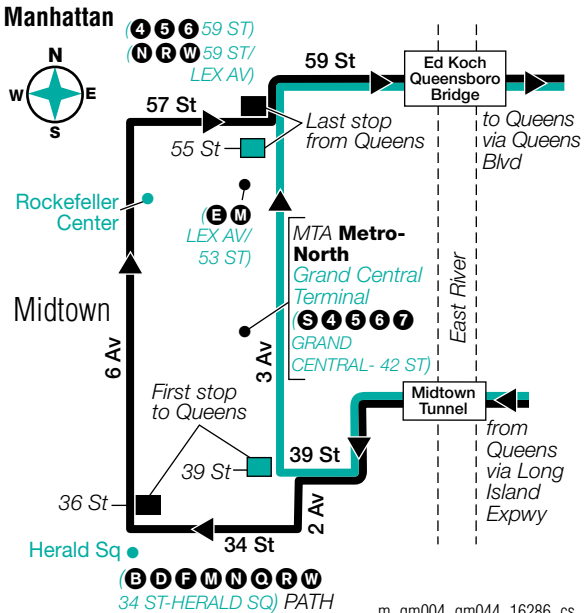 Manhattan
N
W
E
S
(4 5 6 59 ST)
(N R W 59 ST/
LEX AV)
59 St
Ed Koch
Queensboro
Bridge
57 St
Last stop
from Queens
55 St
to Queens
via Queens
Blvd
Rockefeller
Center
(E M
LEX AV/
53 ST)
MTA Metro-
North
Grand Central
Terminal
(S 4 5 6 7
GRAND
CENTRAL- 42 ST)
East River
Midtown
6 Av
3 Av
First stop
to Queens
Midtown
Tunnel
39 St
39 St
from
Queens
via Long
Island
Expwy
36 St
2 Av
34 St
Herald Sq
(B D F M N Q R W
34 ST-HERALD SQ) PATH
m_qm004_qm044_16286_cs